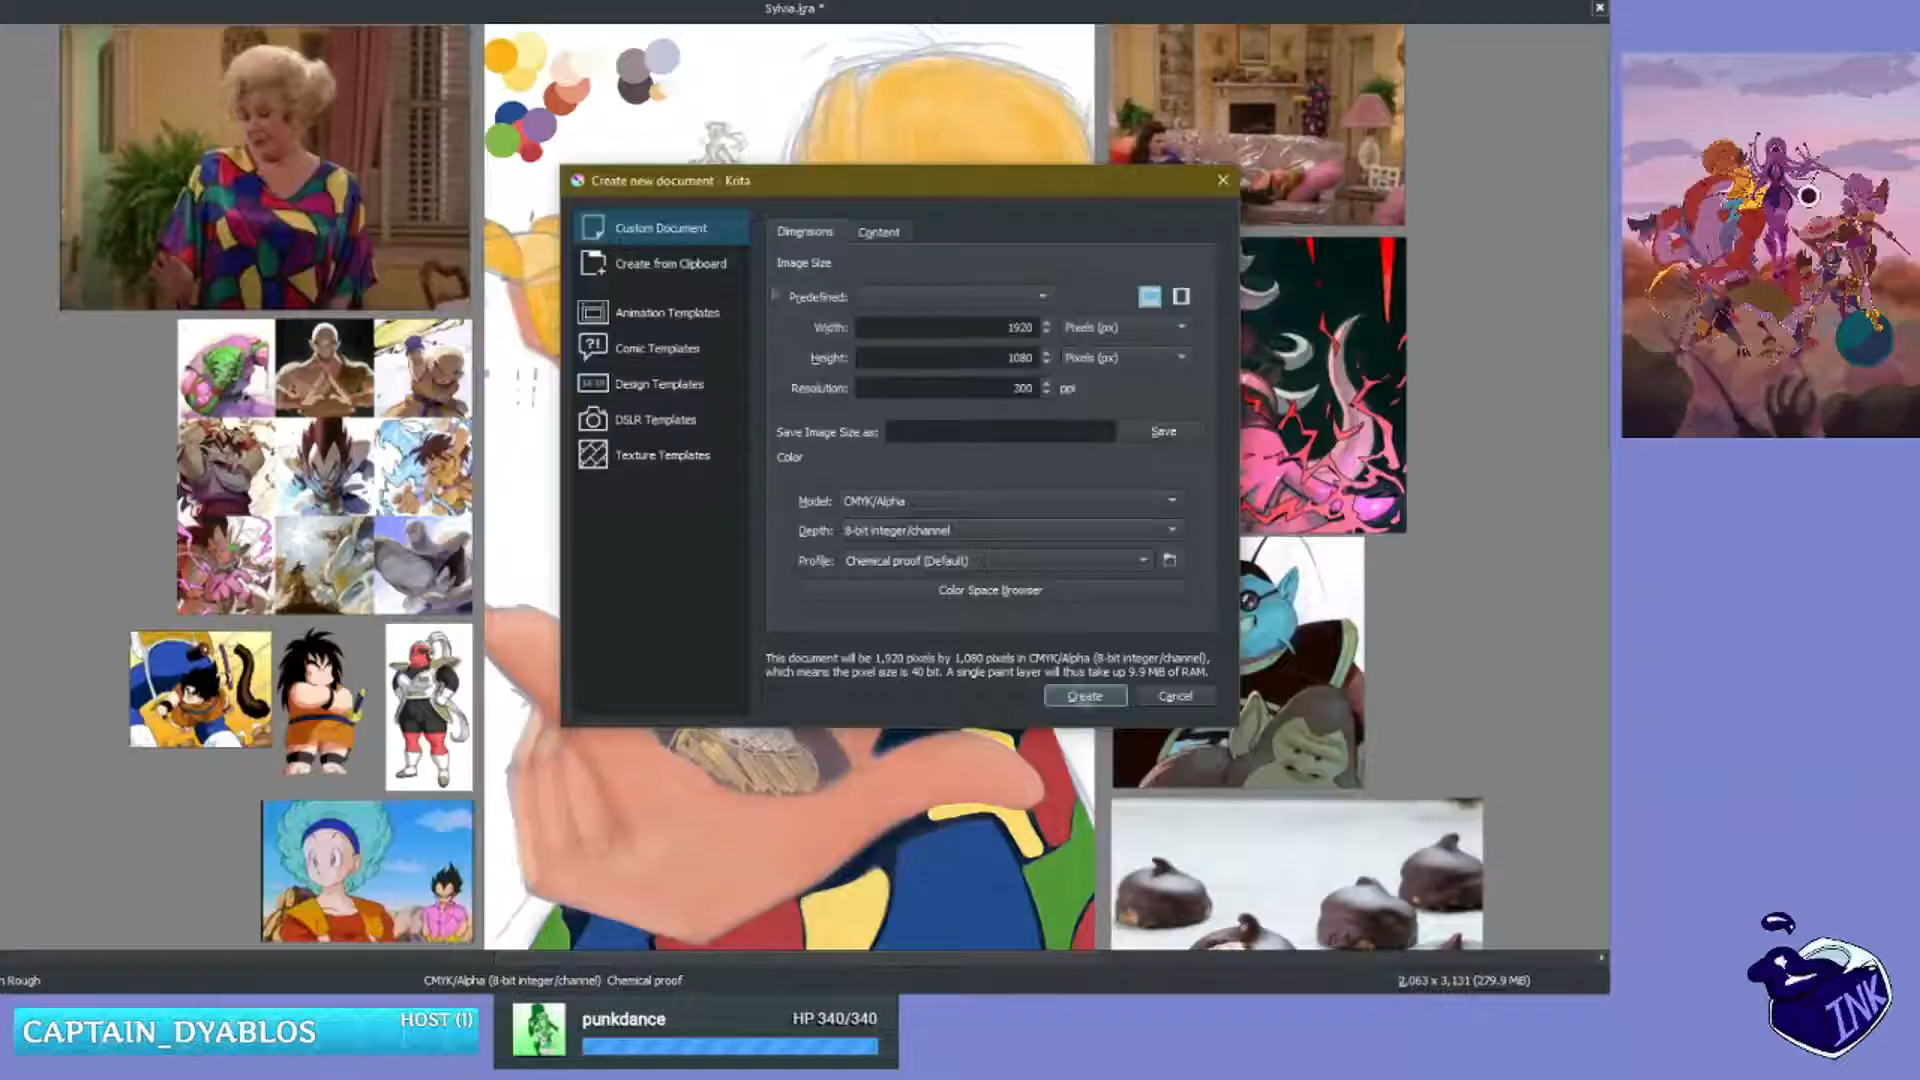 Sylvia.kra *
Create new document - Krita
Custom Document
Create from Clipboard
Animation Templates
Comic Templates
Design Templates
DSLR Templates
Texture Templates
Dimensions
Content
Image Size
Predefined:
Width: 1920 Pixels (px)
Height: 1080 Pixels (px)
Resolution: 300 ppi
Save Image Size as: Save
Color
Model: CMYK/Alpha
Depth: 8-bit integer/channel
Profile: Chemical proof (Default)
Color Space Browser
This document will be 1,920 pixels by 1,080 pixels in CMYK/Alpha (8-bit integer/channel),
which means the pixel size is 40 bit. A single paint layer will thus take up 9.9 MiB of RAM.
Create
Cancel
n Rough
CMYK/Alpha (8-bit integer/channel) Chemical proof
2,063 x 3,131 (279.9 MiB)
CAPTAIN_DYABLOS
HOST (1)
punkdance
HP 340/340
INK